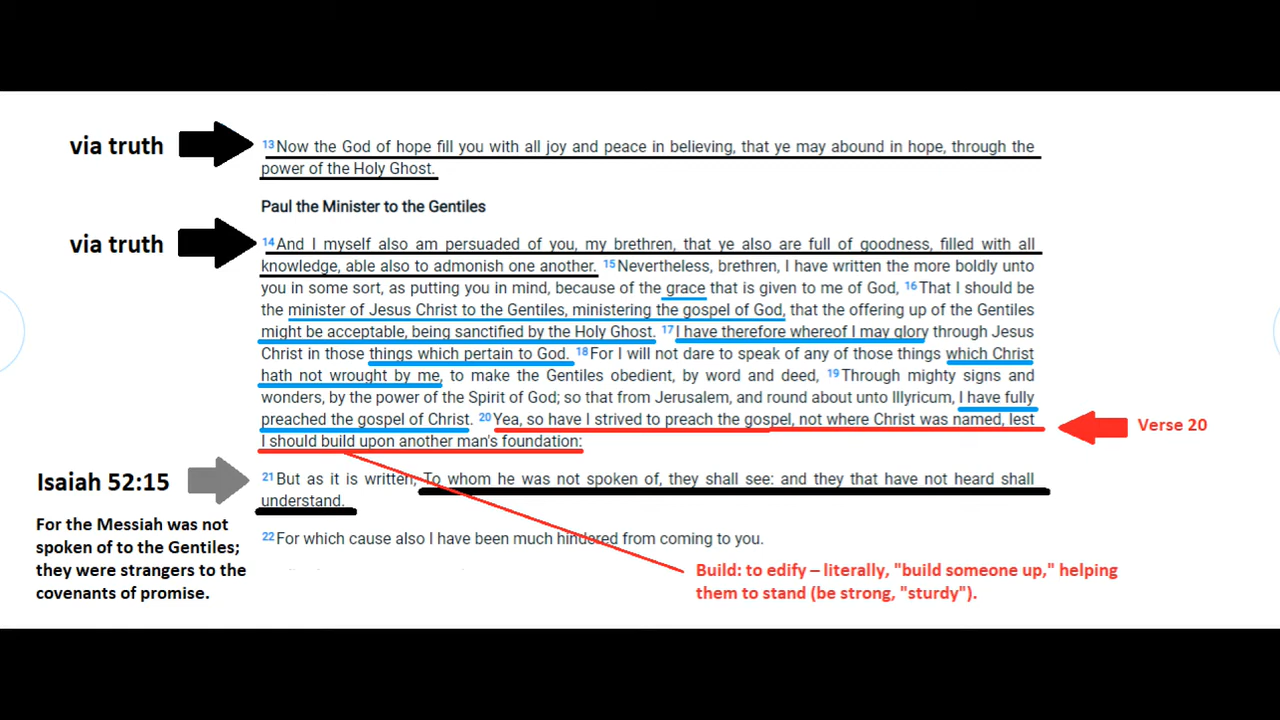 via truth
13Now the God of hope fill you with all joy and peace in believing, that ye may abound in hope, through the
power of the Holy Ghost.
Paul the Minister to the Gentiles
via truth
14And I myself also am persuaded of you, my brethren, that ye also are full of goodness, filled with all
knowledge, able also to admonish one another. 15Nevertheless, brethren, I have written the more boldly unto
you in some sort, as putting you in mind, because of the grace that is given to me of God, 16That I should be
the minister of Jesus Christ to the Gentiles, ministering the gospel of God, that the offering up of the Gentiles
might be acceptable, being sanctified by the Holy Ghost. 17I have therefore whereof I may glory through Jesus
Christ in those things which pertain to God. 18For I will not dare to speak of any of those things which Christ
hath not wrought by me, to make the Gentiles obedient, by word and deed, 19Through mighty signs and
wonders, by the power of the Spirit of God; so that from Jerusalem, and round about unto Illyricum, I have fully
preached the gospel of Christ. 20Yea, so have I strived to preach the gospel, not where Christ was named, lest
I should build upon another man's foundation:
Verse 20
Isaiah 52:15
21But as it is written, To whom he was not spoken of, they shall see: and they that have not heard shall
understand.
For the Messiah was not
spoken of to the Gentiles;
they were strangers to the
covenants of promise.
22For which cause also I have been much hindered from coming to you.
Build: to edify – literally, "build someone up," helping
them to stand (be strong, "sturdy").